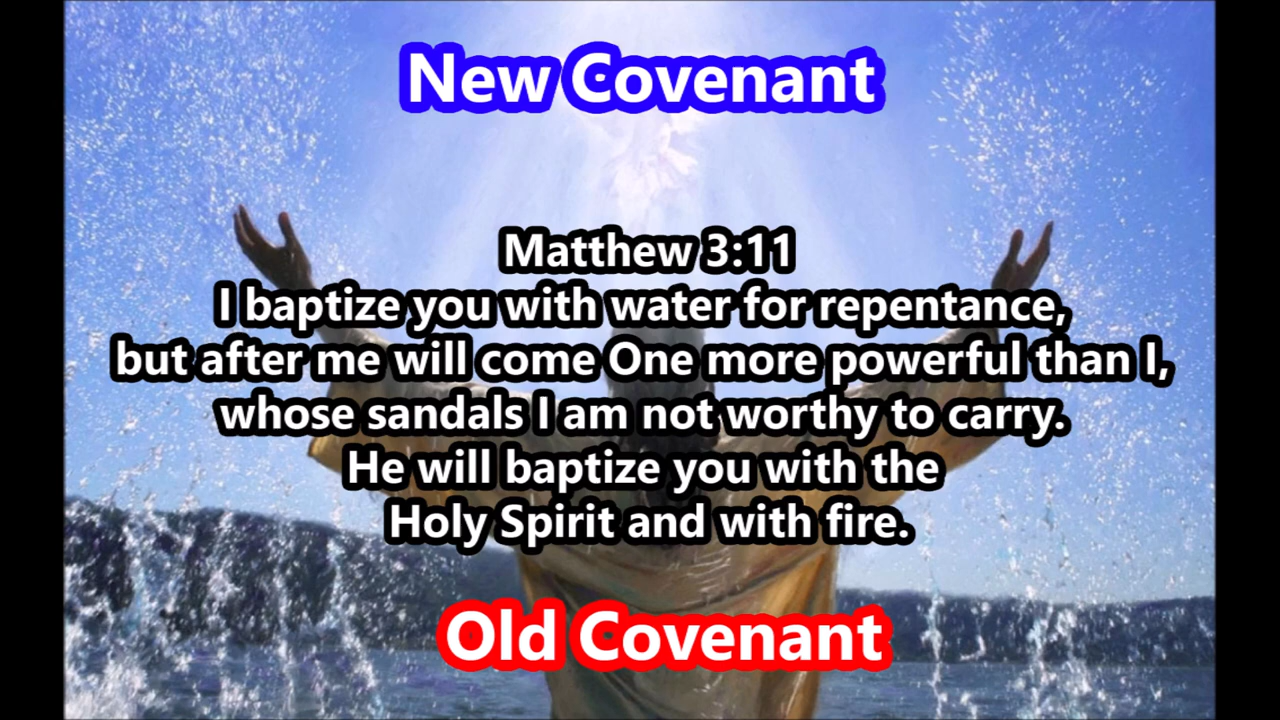 New Covenant
Matthew 3:11
I baptize you with water for repentance,
but after me will come One more powerful than I,
whose sandals I am not worthy to carry.
He will baptize you with the
Holy Spirit and with fire.
Old Covenant